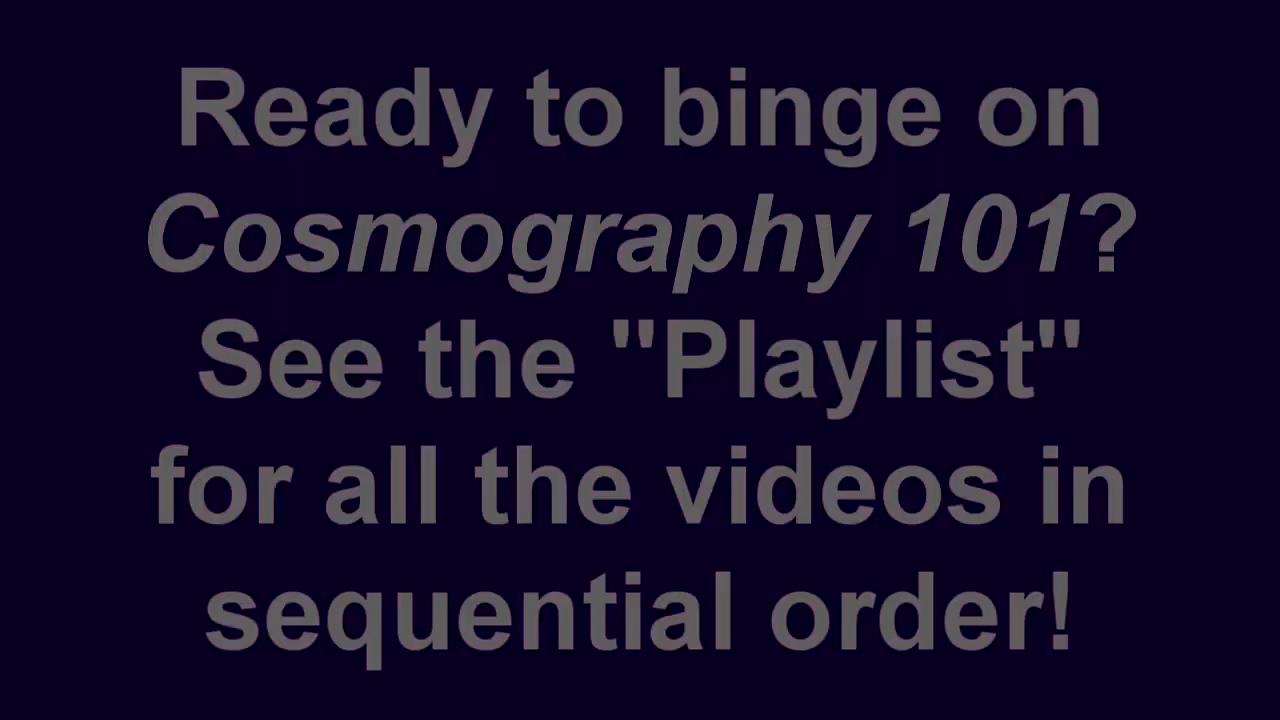 Ready to binge on
Cosmography 101?
See the "Playlist"
for all the videos in
sequential order!